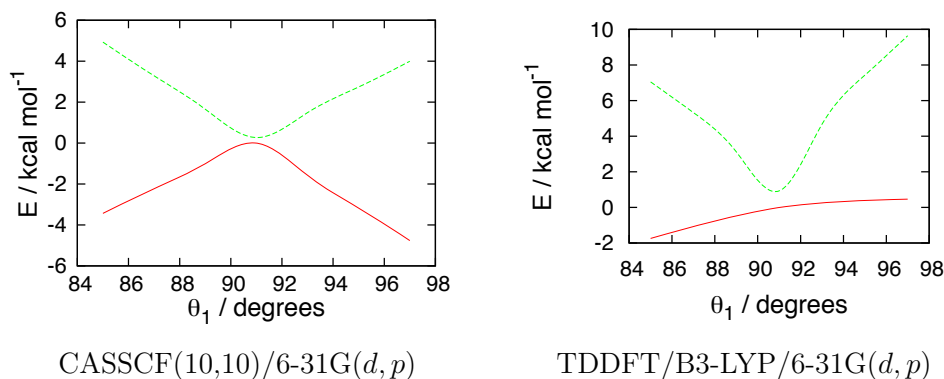 6
4
2
0
-2
-4
-6
E / kcal mol⁻¹
84 86 88 90 92 94 96 98
θ₁ / degrees
CASSCF(10,10)/6-31G(d, p)
10
8
6
4
2
0
-2
E / kcal mol⁻¹
84 86 88 90 92 94 96 98
θ₁ / degrees
TDDFT/B3-LYP/6-31G(d, p)